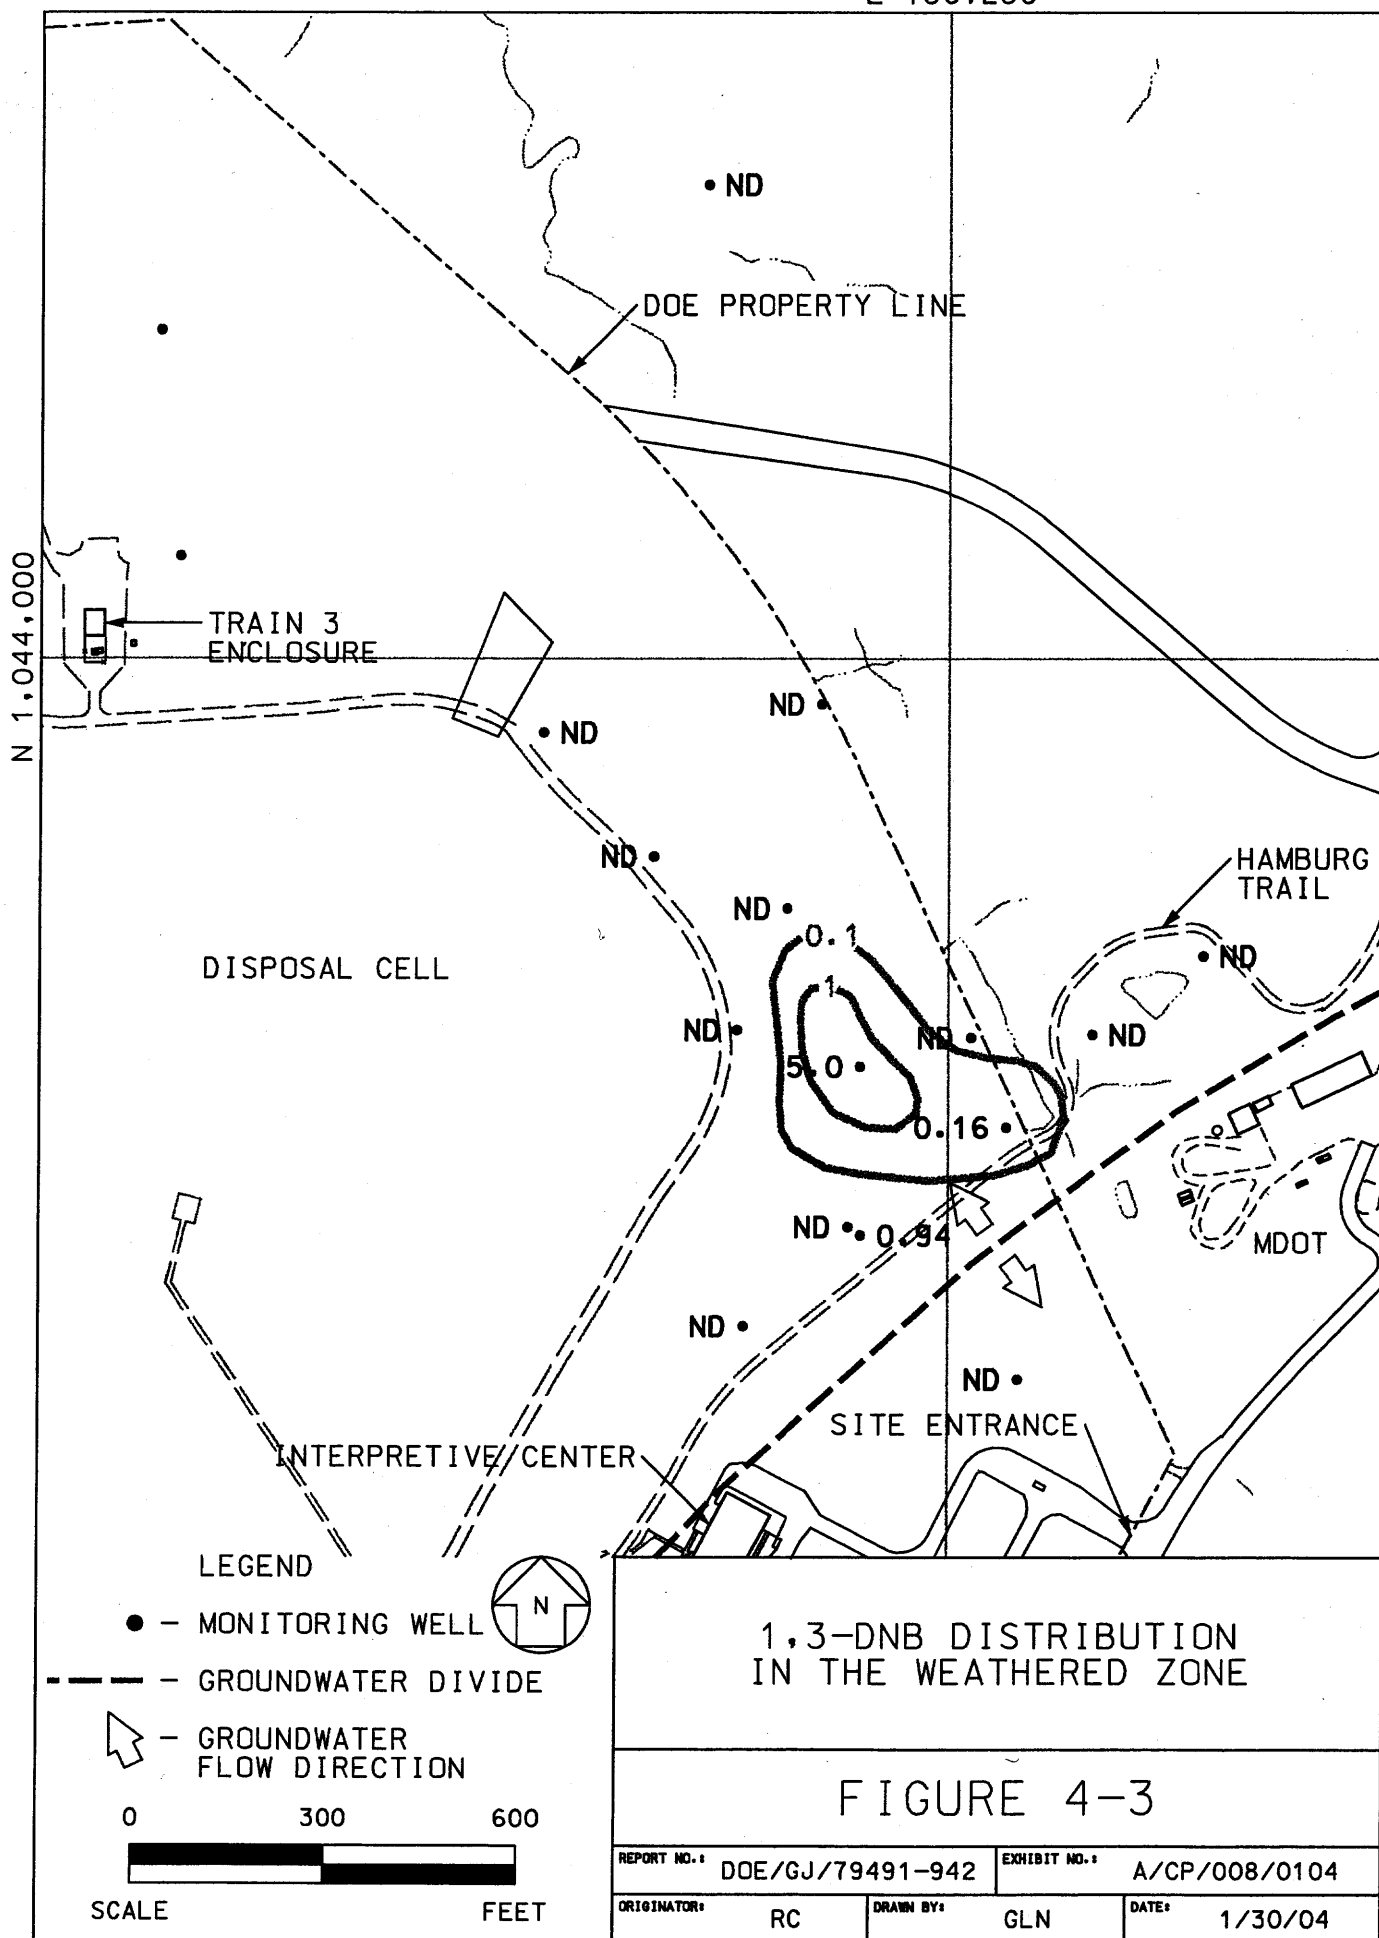 ND
DOE PROPERTY LINE
N 1,044,000
TRAIN 3
ENCLOSURE
ND
ND
ND
HAMBURG
TRAIL
ND
0.1
ND
DISPOSAL CELL
1
ND
ND
ND
5.0
0.16
ND
0.94
MDOT
ND
ND
SITE ENTRANCE
INTERPRETIVE CENTER
LEGEND
● - MONITORING WELL
N
- GROUNDWATER DIVIDE
- GROUNDWATER
FLOW DIRECTION
0 300 600
SCALE FEET
1,3-DNB DISTRIBUTION
IN THE WEATHERED ZONE
FIGURE 4-3
REPORT NO.: DOE/GJ/79491-942 EXHIBIT NO.: A/CP/008/0104
ORIGINATOR: RC DRAWN BY: GLN DATE: 1/30/04